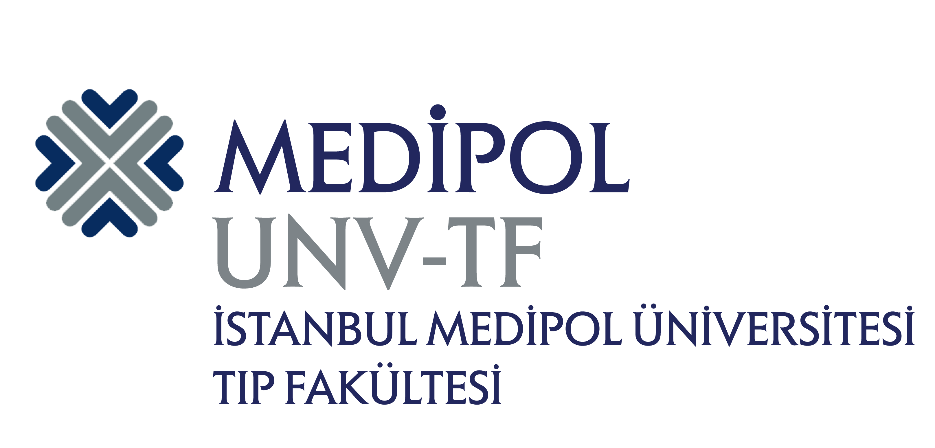 MEDİPOL
UNV-TF
İSTANBUL MEDİPOL ÜNİVERSİTESİ
TIP FAKÜLTESİ